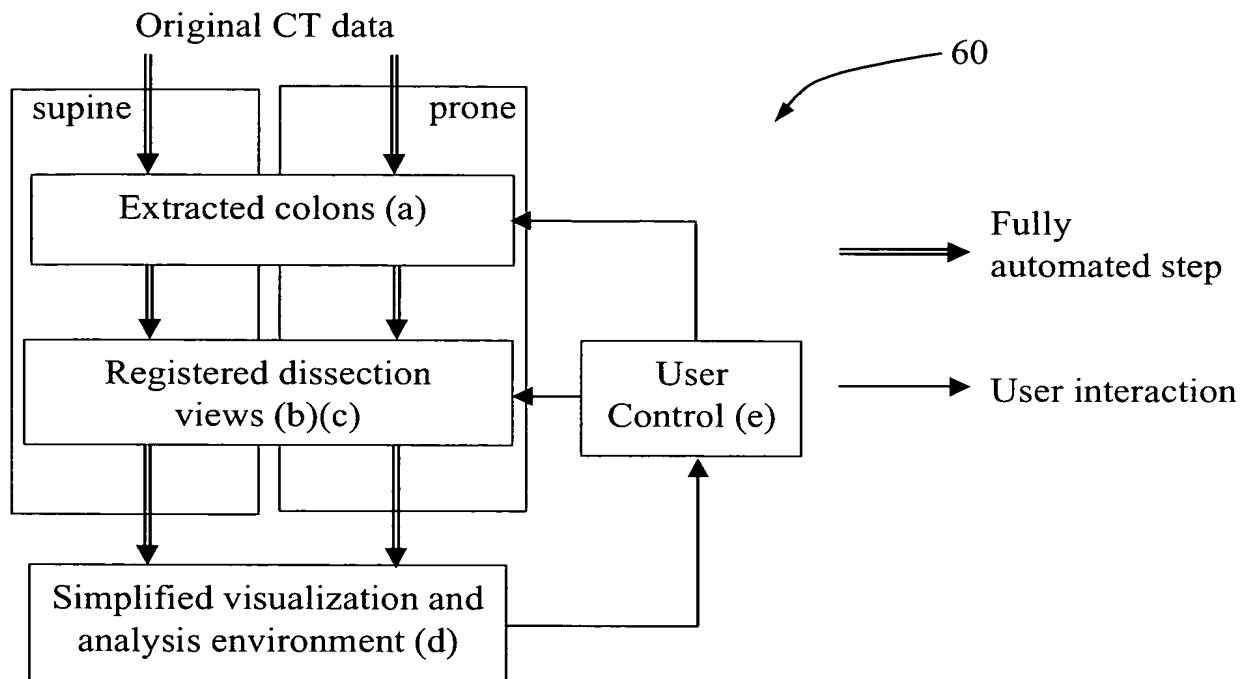 Original CT data
60
supine
prone
Extracted colons (a)
Fully
automated step
Registered dissection
views (b)(c)
User
Control (e)
User interaction
Simplified visualization and
analysis environment (d)